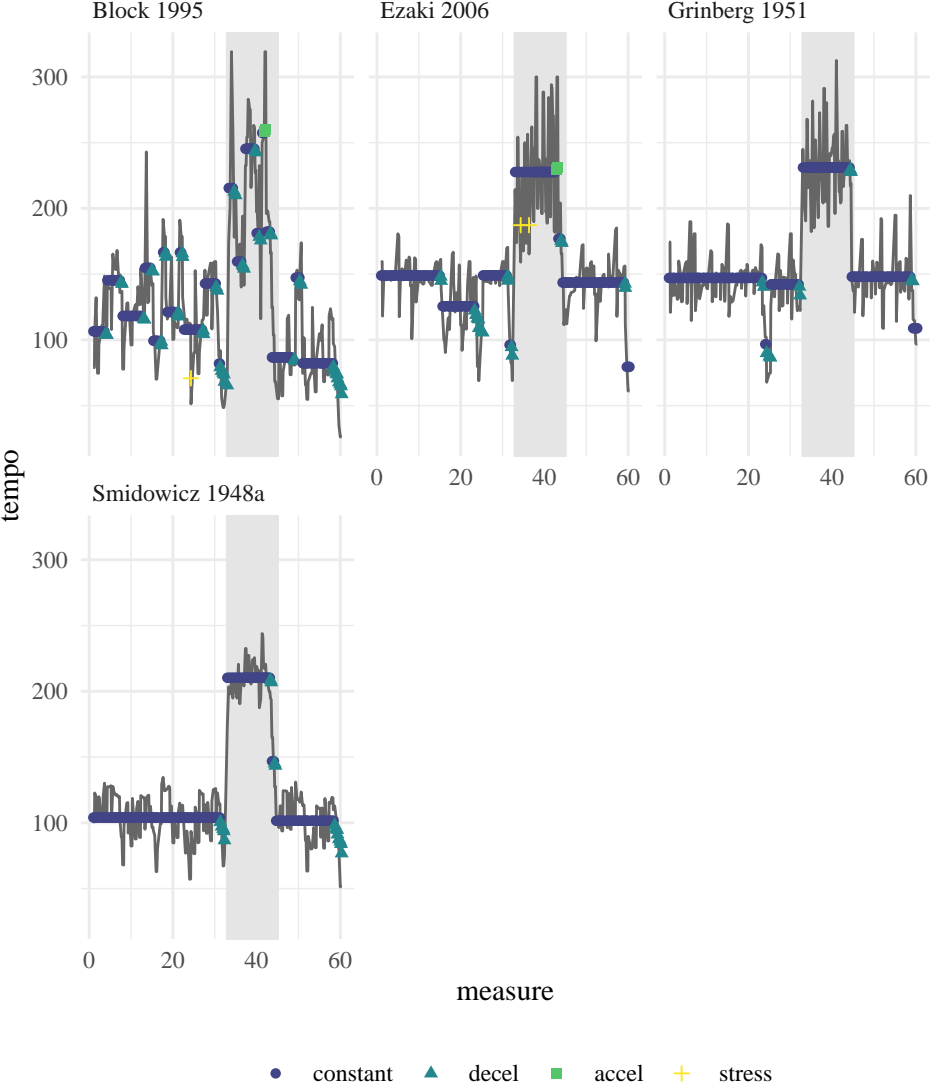 Block 1995
Ezaki 2006
Grinberg 1951
300
200
100
0 20 40 60
0 20 40 60
Smidowicz 1948a
300
200
100
0 20 40 60
tempo
measure
constant decel accel stress